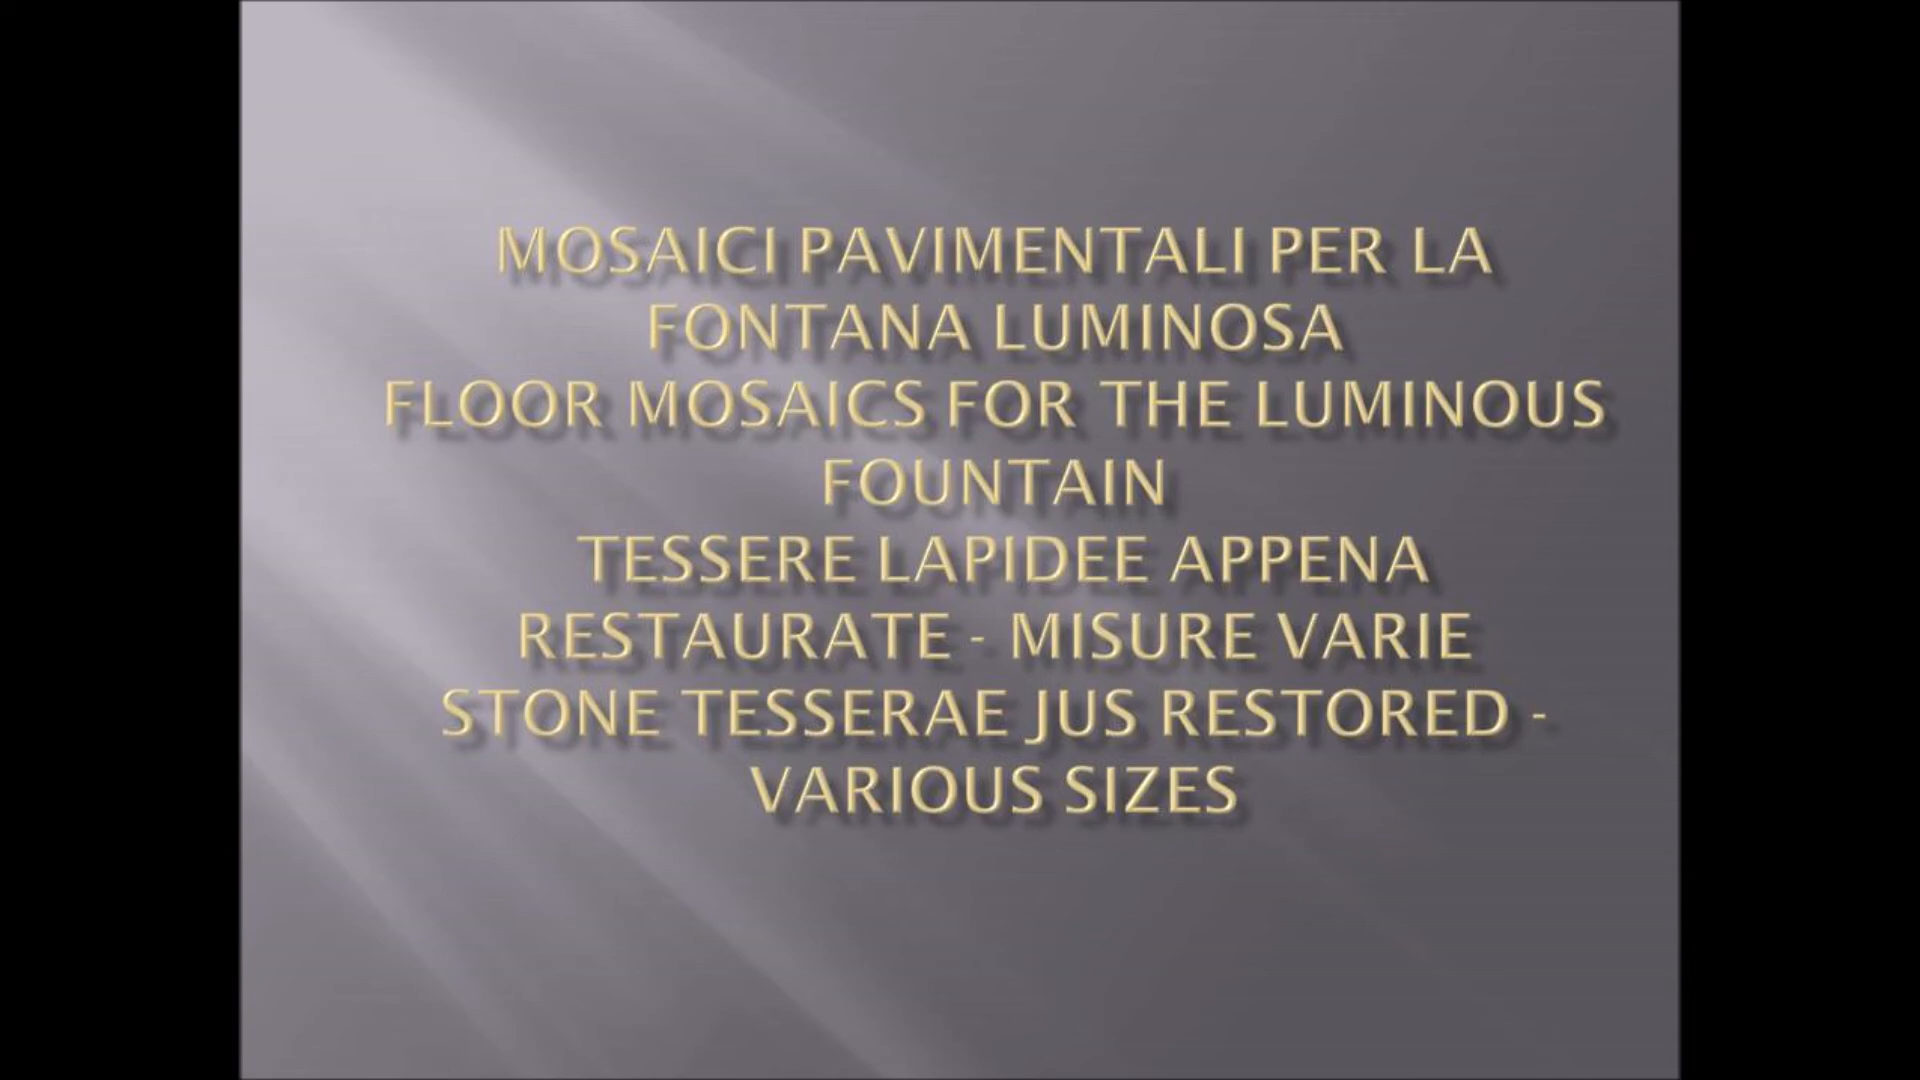 MOSAICI PAVIMENTALI PER LA
FONTANA LUMINOSA
FLOOR MOSAICS FOR THE LUMINOUS
FOUNTAIN
TESSERE LAPIDEE APPENA
RESTAURATE - MISURE VARIE
STONE TESSERAE JUS RESTORED -
VARIOUS SIZES